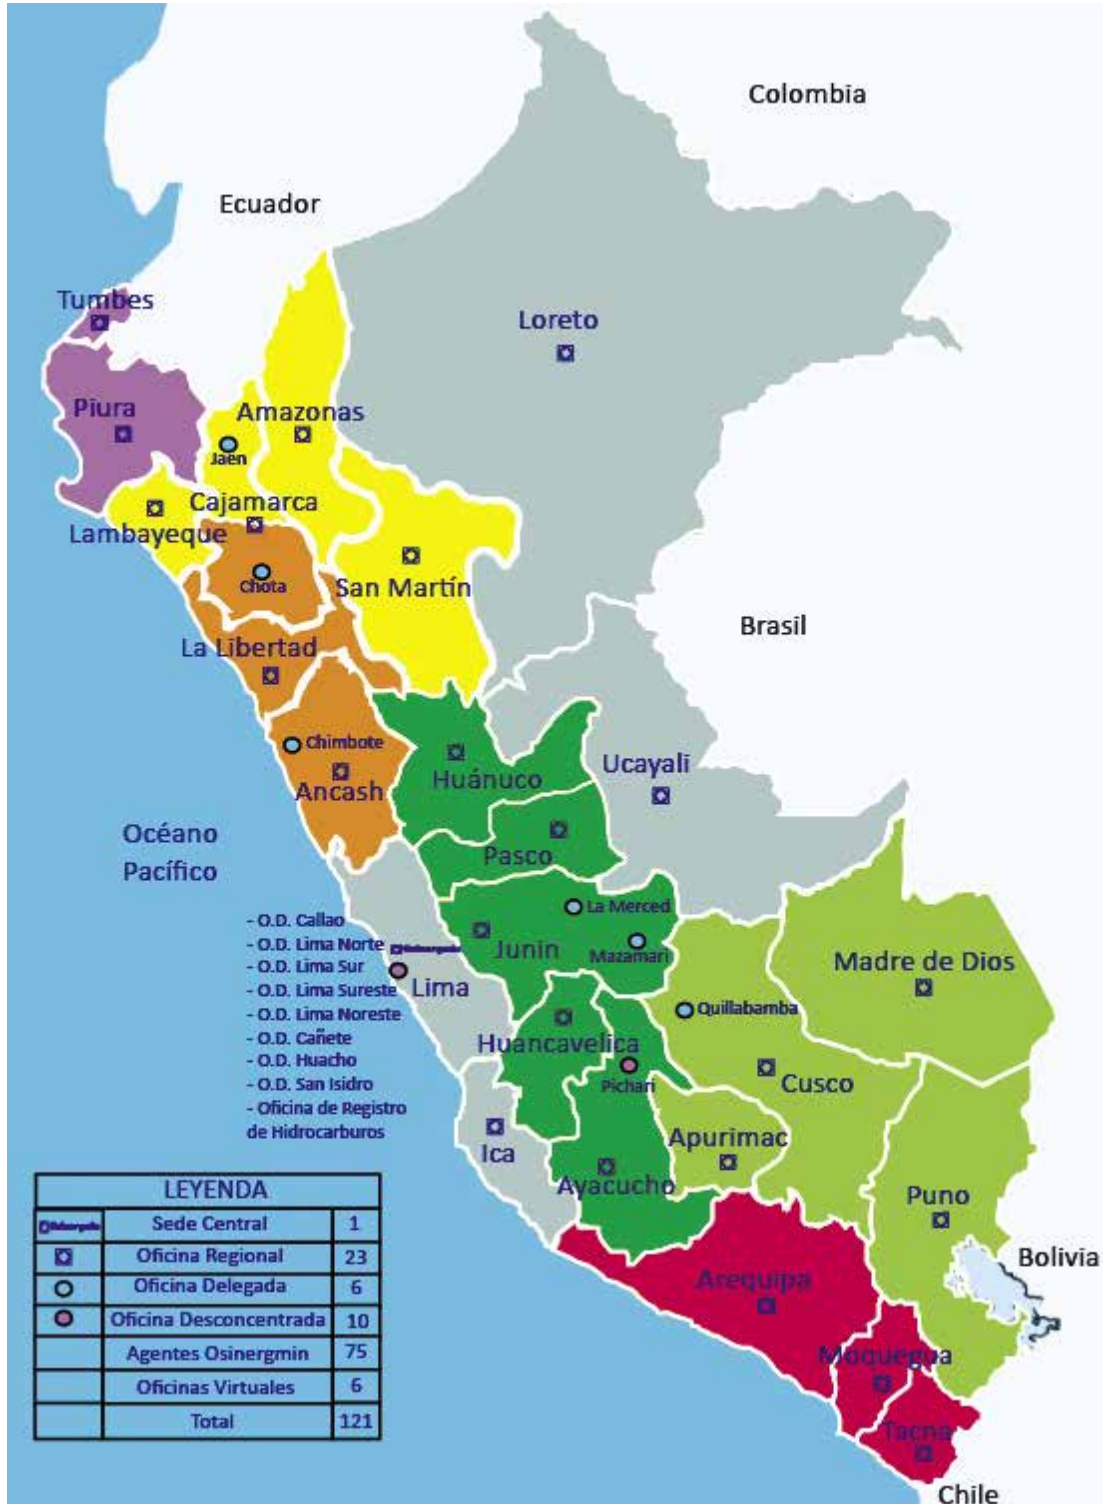 Colombia
Ecuador
Tumbes
Loreto
Piura
Amazonas
Jaén
Cajamarca
Lambayeque
Chota
San Martín
Brasil
La Libertad
Chimbote
Ancash
Huánuco
Ucayali
Océano
Pacífico
Pasco
- O.D. Callao
- O.D. Lima Norte
- O.D. Lima Sur
- O.D. Lima Sureste
- O.D. Lima Noreste
- O.D. Cañete
- O.D. Huacho
- O.D. San Isidro
- Oficina de Registro
de Hidrocarburos
La Merced
Junin
Mazamari
Lima
Madre de Dios
Quillabamba
Huancavelica
Pichari
Cusco
Ica
Apurimac
Ayacucho
Puno
Bolivia
Arequipa
Moquegua
Tacna
Chile
LEYENDA
Sede Central 1
Oficina Regional 23
Oficina Delegada 6
Oficina Desconcentrada 10
Agentes Osinergmin 75
Oficinas Virtuales 6
Total 121